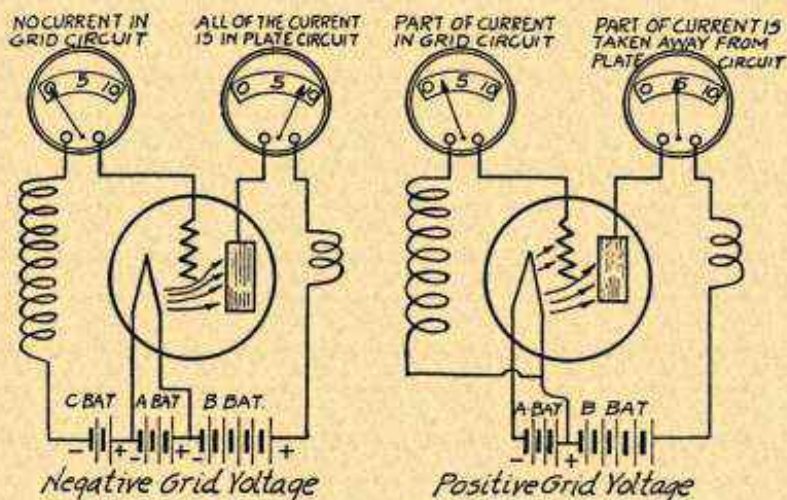 NO CURRENT IN
GRID CIRCUIT
ALL OF THE CURRENT
IS IN PLATE CIRCUIT
PART OF CURRENT
IN GRID CIRCUIT
PART OF CURRENT IS
TAKEN AWAY FROM
PLATE CIRCUIT
0 5 10
0 5 10
0 5 10
0 5 10
C BAT
A BAT
B BAT.
- + - + - +
Negative Grid Voltage
A BAT
B BAT
- +
Positive Grid Voltage